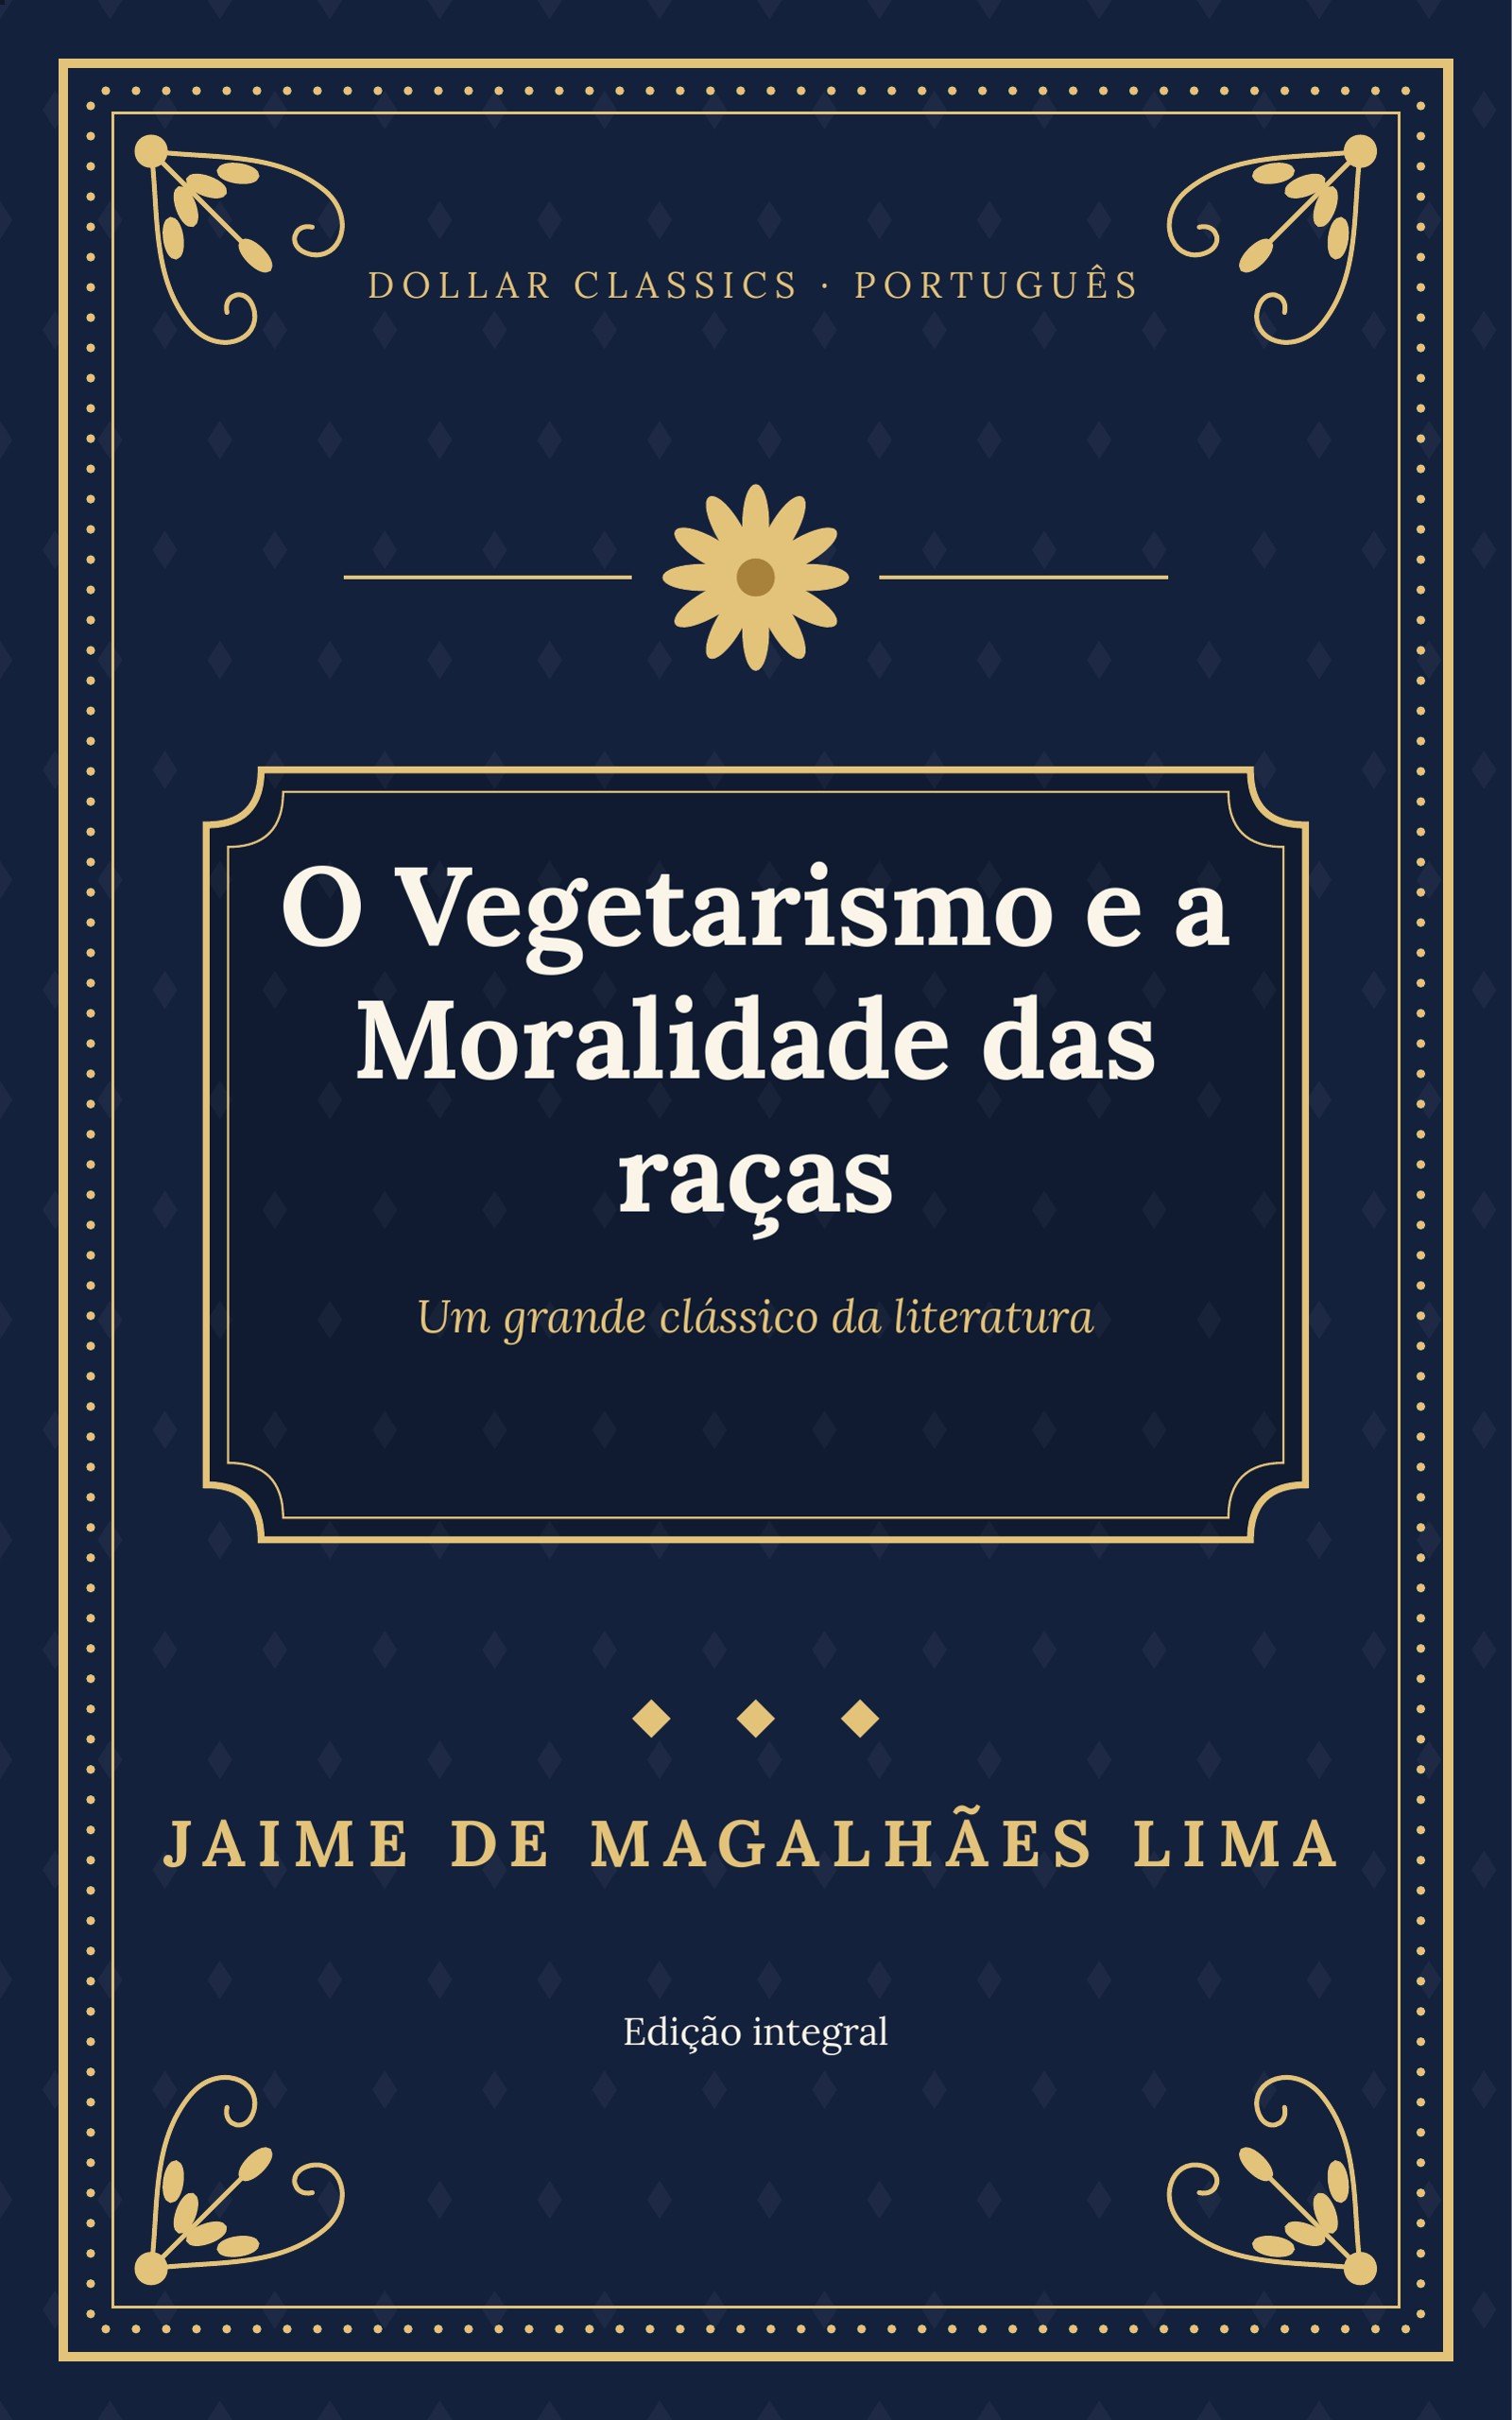 DOLLAR CLASSICS · PORTUGUÊS
O Vegetarismo e a
Moralidade das
raças
Um grande clássico da literatura
JAIME DE MAGALHÃES LIMA
Edição integral